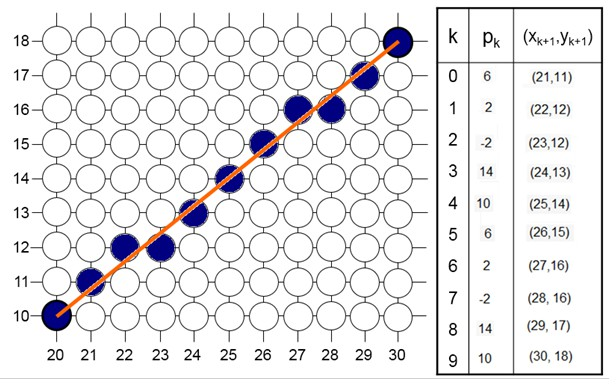 18
17
16
15
14
13
12
11
10
20 21 22 23 24 25 26 27 28 29 30
k pk (xk+1,yk+1)
0 6 (21,11)
1 2 (22,12)
2 -2 (23,12)
3 14 (24,13)
4 10 (25,14)
5 6 (26,15)
6 2 (27,16)
7 -2 (28, 16)
8 14 (29, 17)
9 10 (30, 18)